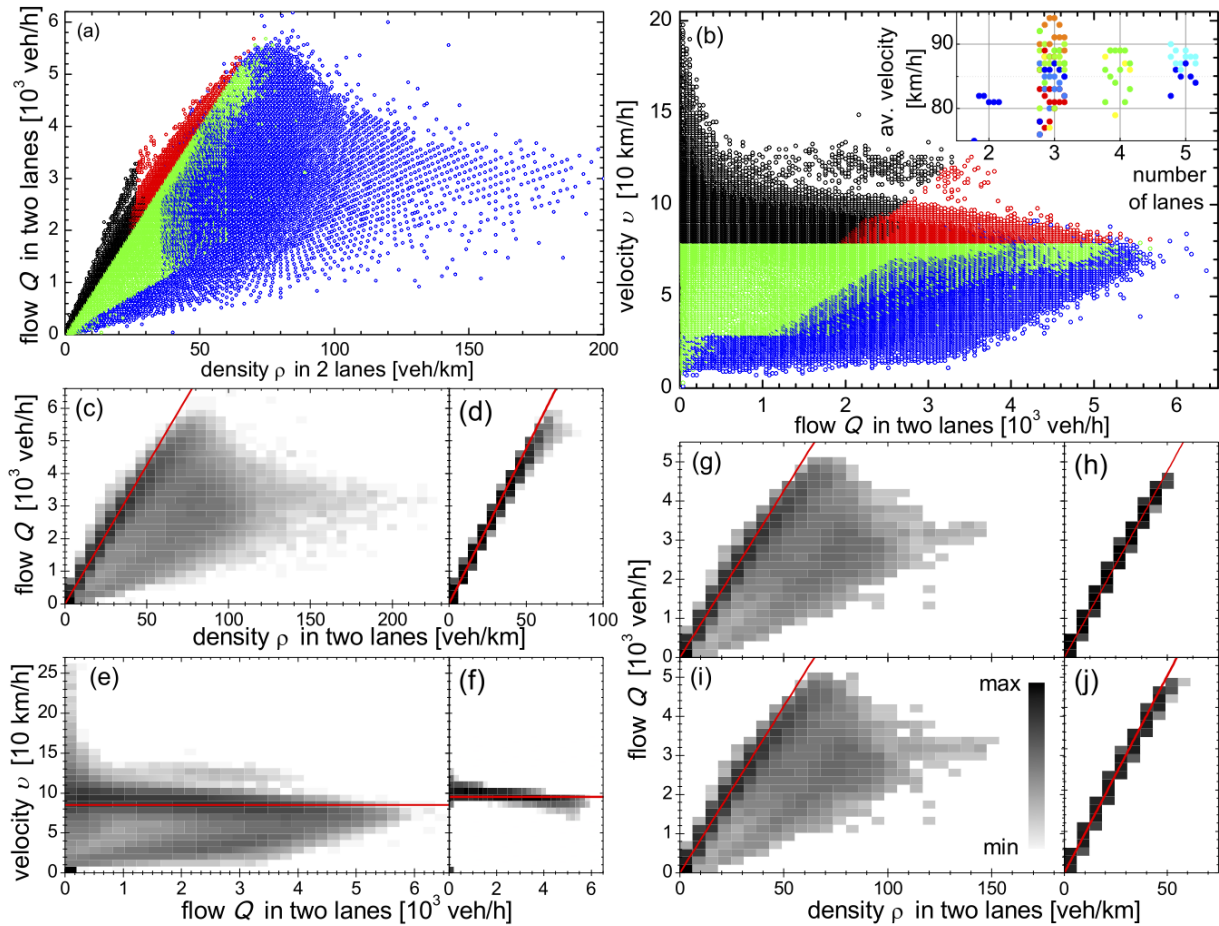 (a)
flow Q in two lanes [10³ veh/h]
6
5
4
3
2
1
0
0 50 100 150 200
density ρ in 2 lanes [veh/km]
(b)
velocity υ [10 km/h]
20
15
10
5
0
0 1 2 3 4 5 6
flow Q in two lanes [10³ veh/h]
av. velocity
[km/h]
90
80
2 3 4 5
number
of lanes
(c)
flow Q [10³ veh/h]
6
5
4
3
2
1
0
0 50 100 150 200
(d)
0 50 100
density ρ in two lanes [veh/km]
(e)
velocity υ [10 km/h]
25
20
15
10
5
0
0 1 2 3 4 5 6
(f)
0 2 4 6
flow Q in two lanes [10³ veh/h]
(g)
flow Q [10³ veh/h]
5
4
3
2
1
0
(h)
(i)
5
4
3
2
1
0
max
min
0 50 100 150
(j)
0 50
density ρ in two lanes [veh/km]